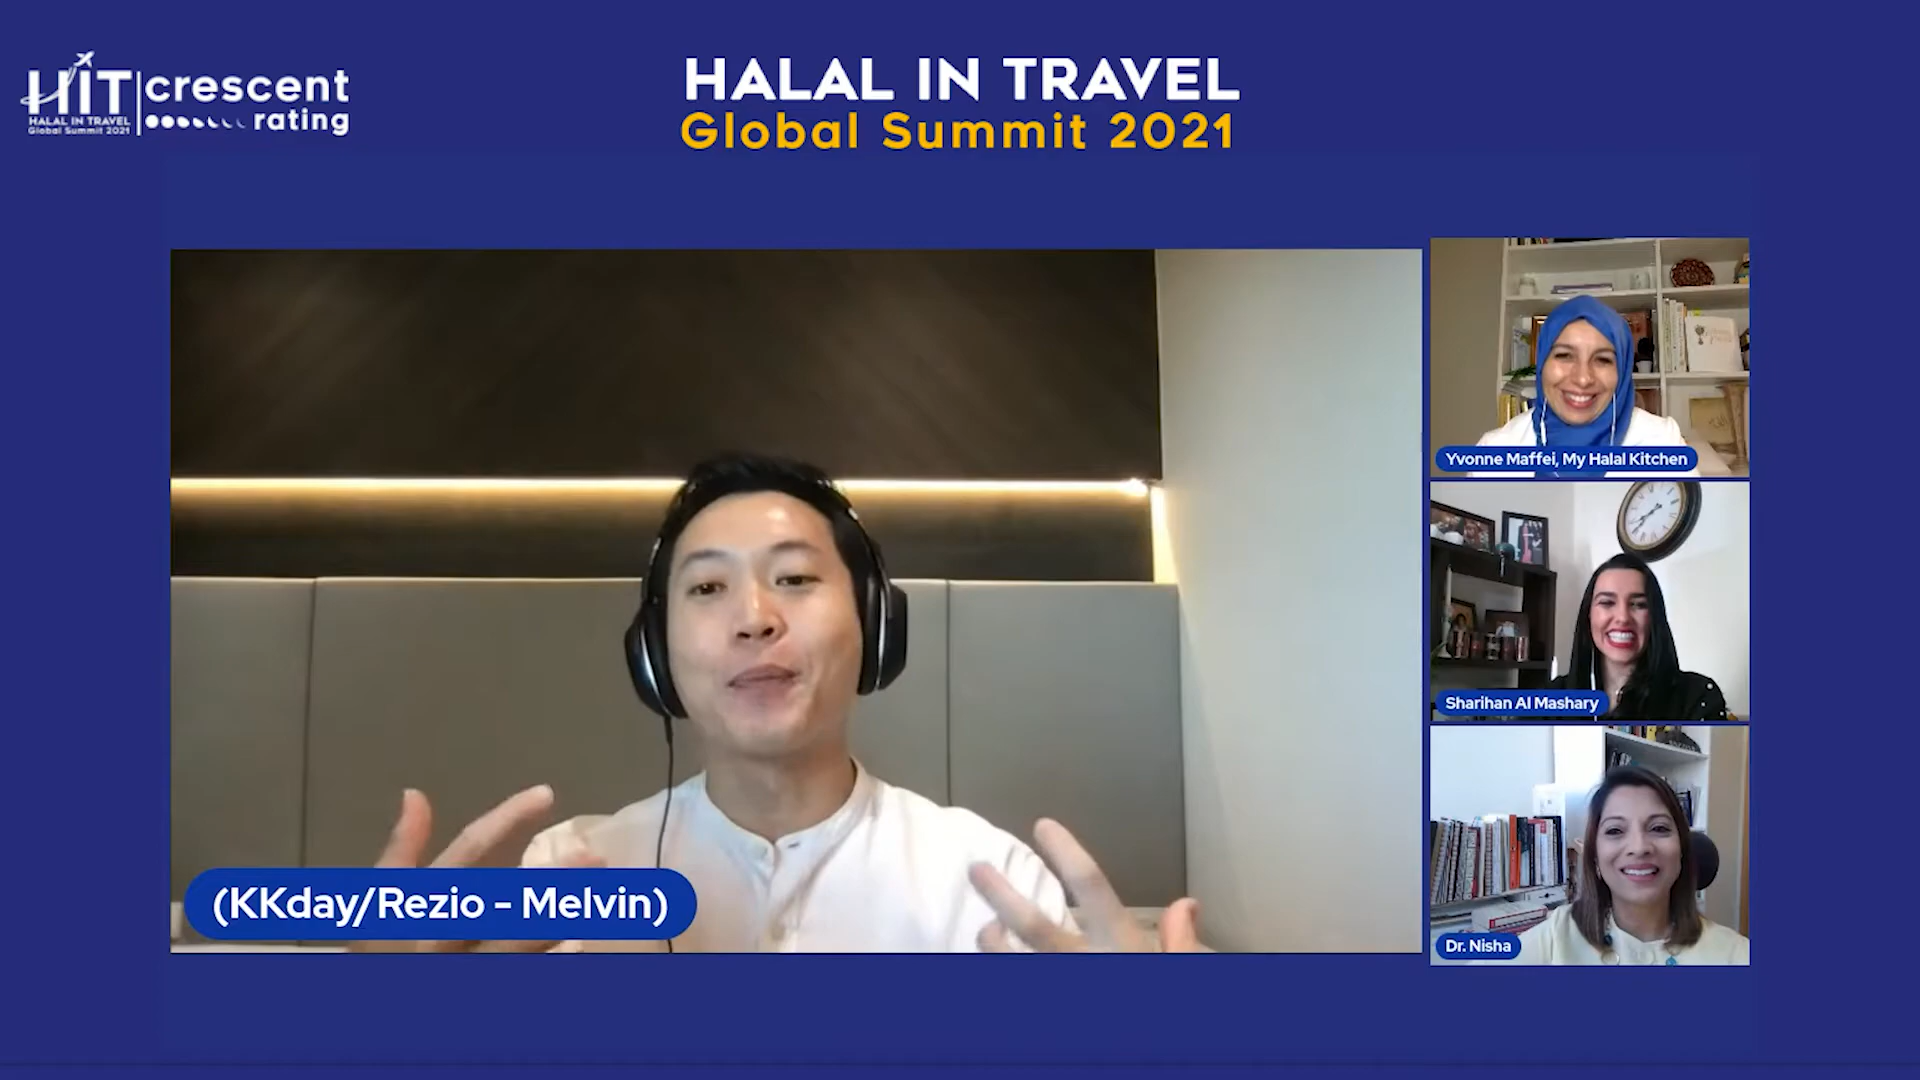 HiT
HALAL IN TRAVEL
Global Summit 2021
crescent
rating
HALAL IN TRAVEL
Global Summit 2021
(KKday/Rezio - Melvin)
Yvonne Maffei, My Halal Kitchen
Sharihan Al Mashary
Dr. Nisha